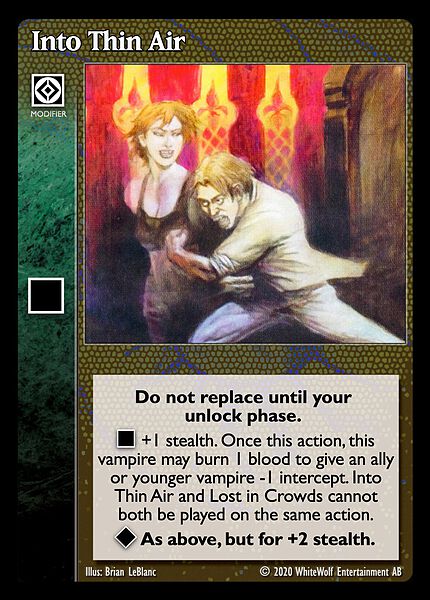 Into Thin Air
MODIFIER
Do not replace until your
unlock phase.
+1 stealth. Once this action, this
vampire may burn 1 blood to give an ally
or younger vampire -1 intercept. Into
Thin Air and Lost in Crowds cannot
both be played on the same action.
As above, but for +2 stealth.
Illus: Brian LeBlanc
© 2020 WhiteWolf Entertainment AB